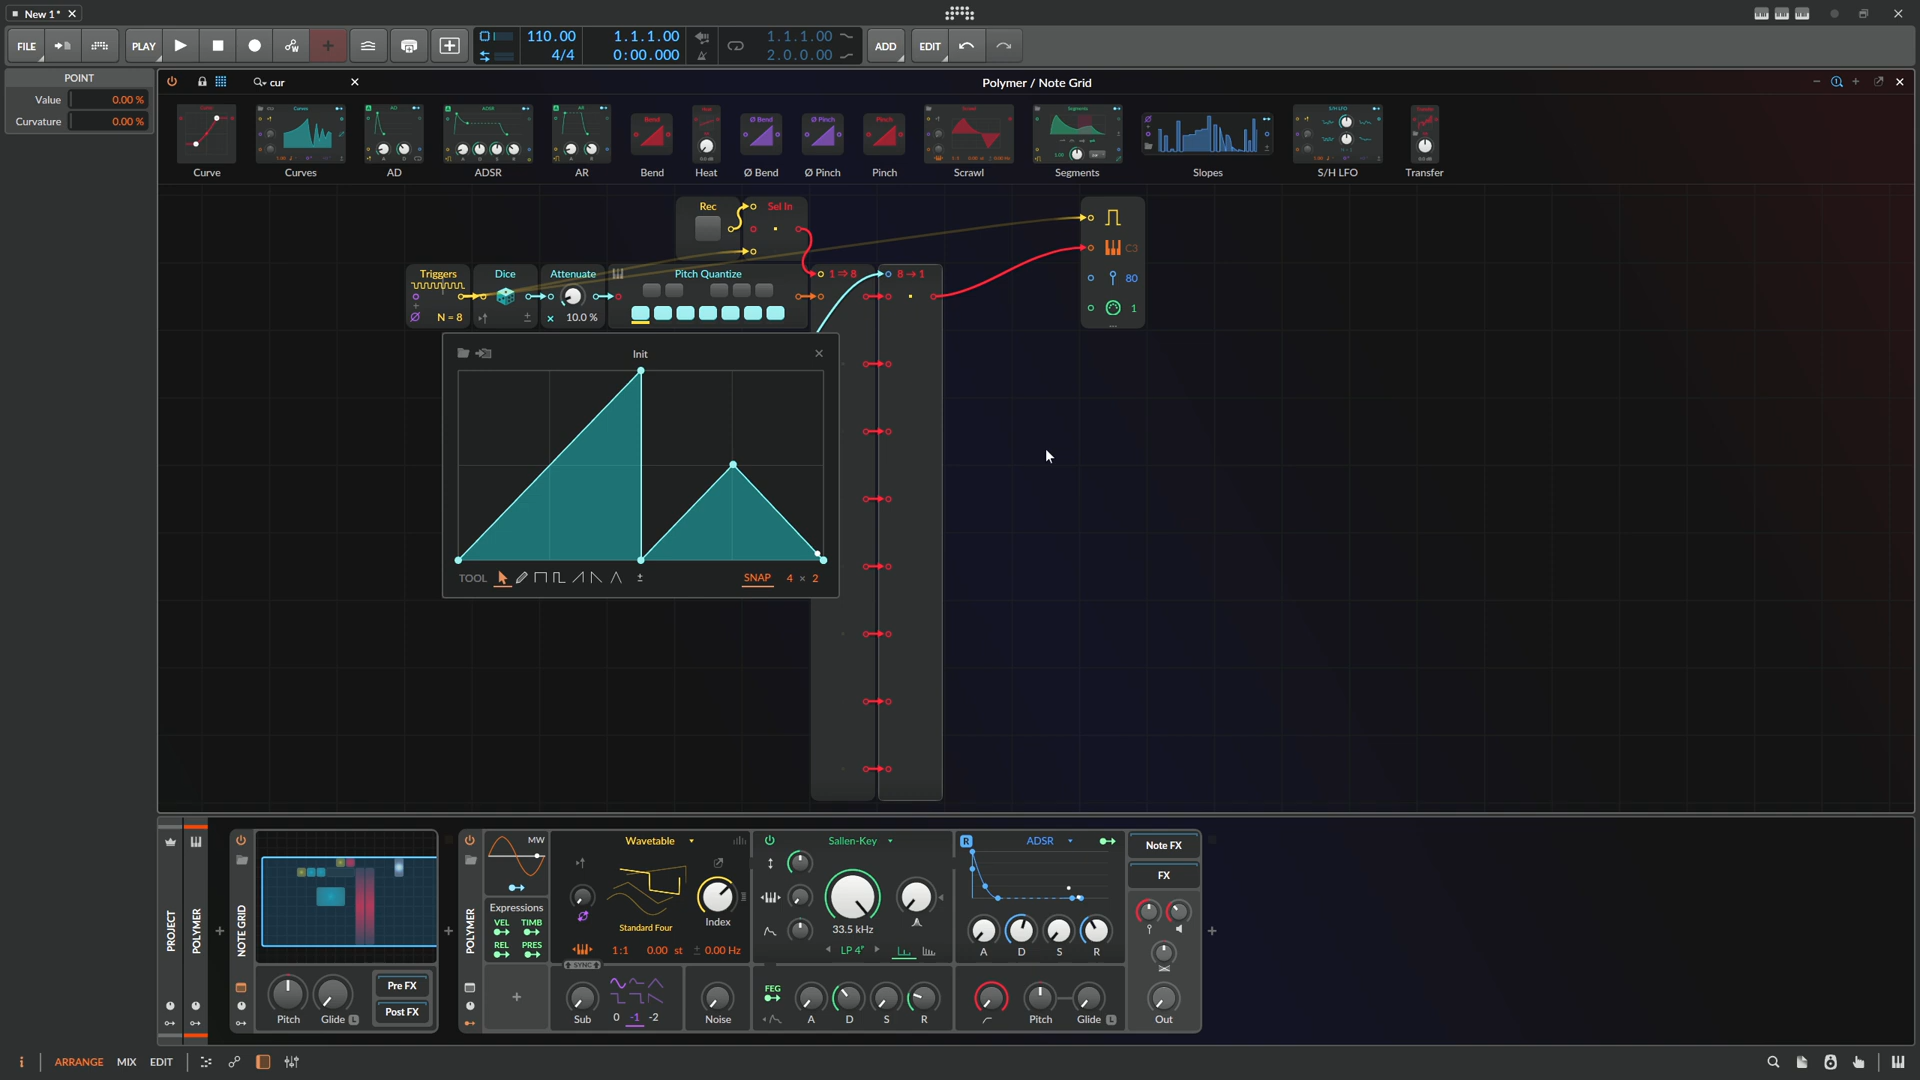 New 1*
FILE
PLAY
110.00
4/4
1.1.1.00
0:00.000
1.1.1.00
2.0.0.00
ADD
EDIT
POINT
Value 0.00 %
Curvature 0.00 %
cur
Polymer / Note Grid
Curve
Curves
AD
ADSR
AR
Bend
Heat
Ø Bend
Ø Pinch
Pinch
Scrawl
Segments
Slopes
S/H LFO
Transfer
Rec
Sel In
C3
80
1
Triggers
N = 8
Dice
Attenuate
10.0 %
Pitch Quantize
1 ⇒ 8
8 → 1
Init
TOOL
SNAP 4 × 2
PROJECT
POLYMER
NOTE GRID
Pitch
Glide L
Pre FX
Post FX
POLYMER
MW
Expressions
VEL TIMB
REL PRES
Wavetable
Index
Standard Four
1:1 0.00 st ± 0.00 Hz
SYNC
Sub
0 -1 -2
Noise
Sallen-Key
33.5 kHz
LP 4"
FEG
A D S R
R ADSR
A D S R
Pitch
Glide L
Note FX
FX
Out
ARRANGE MIX EDIT